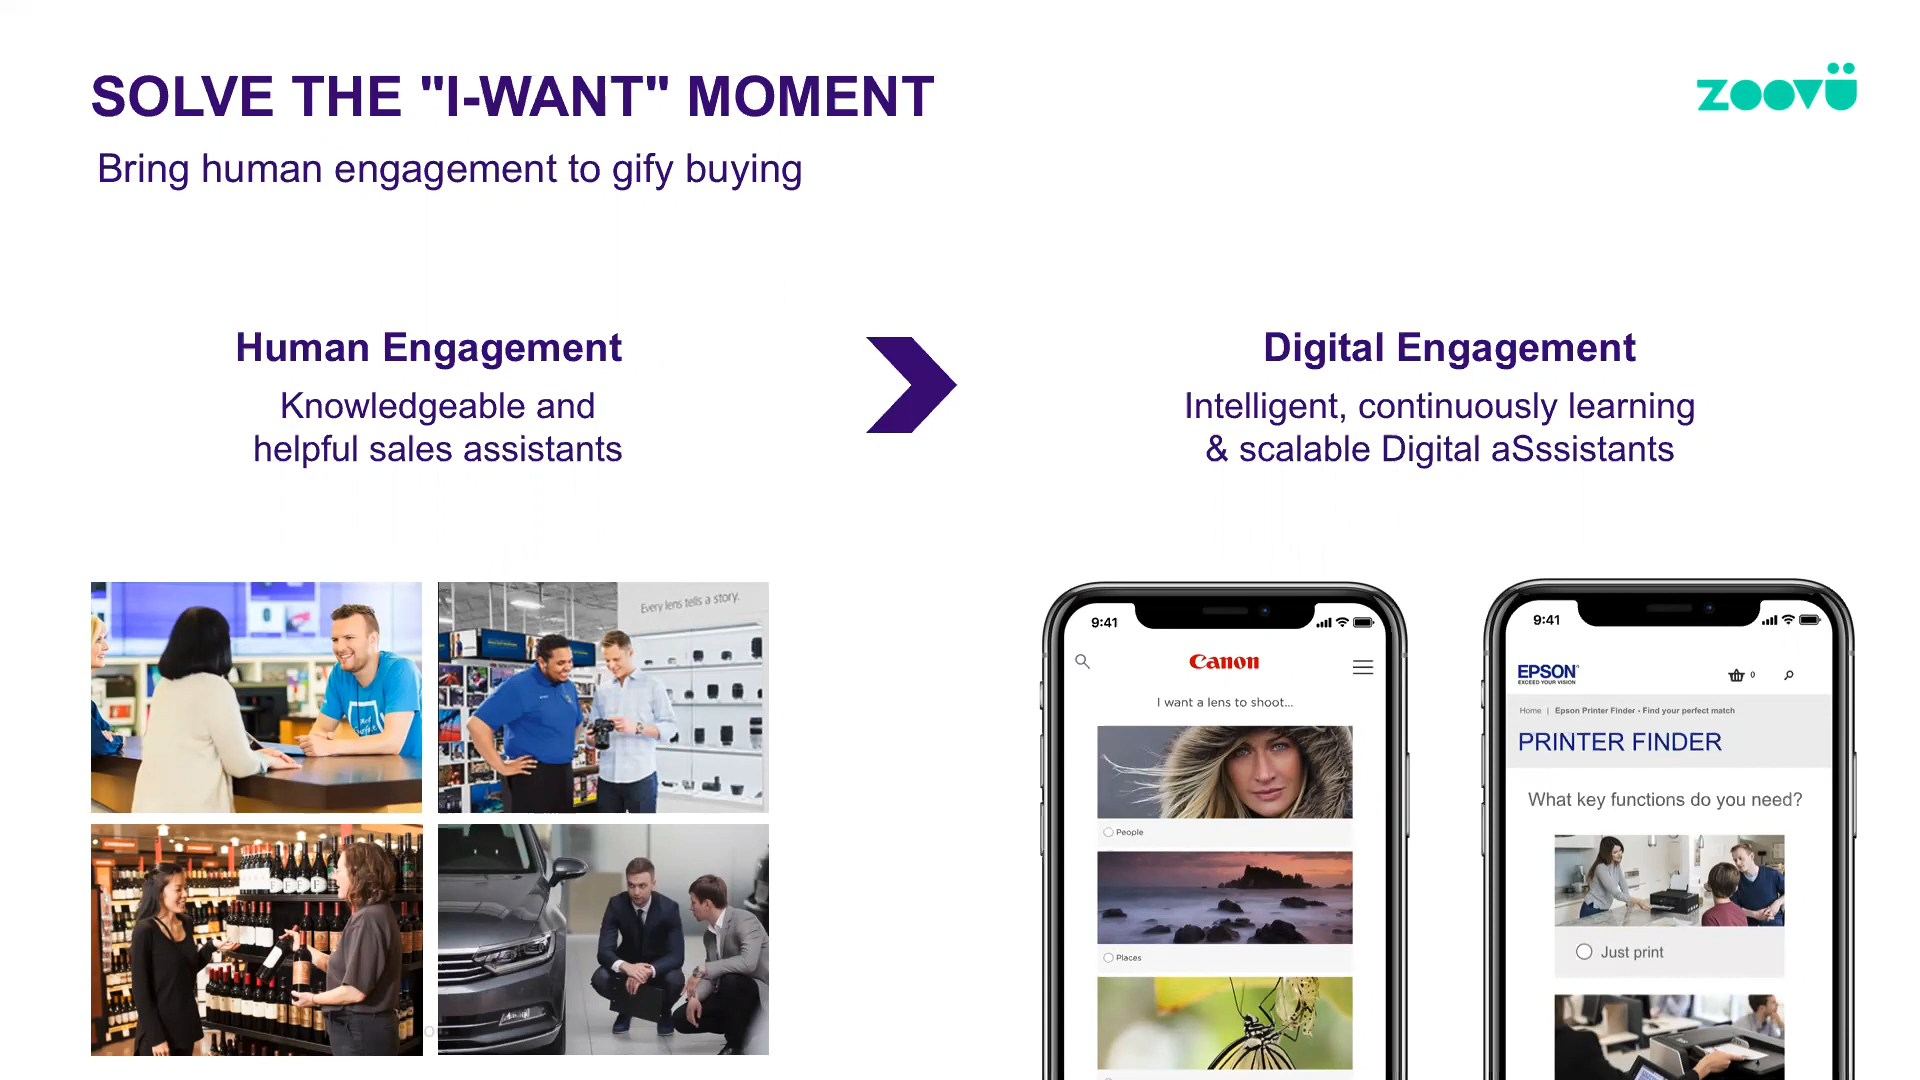 SOLVE THE "I-WANT" MOMENT
zoovü
Bring human engagement to gify buying
Human Engagement
Knowledgeable and
helpful sales assistants
Digital Engagement
Intelligent, continuously learning
& scalable Digital aSssistants
Every lens tells a story.
9:41
Canon
I want a lens to shoot...
People
Places
9:41
EPSON
EXCEED YOUR VISION
0
Home | Epson Printer Finder - Find your perfect match
PRINTER FINDER
What key functions do you need?
Just print